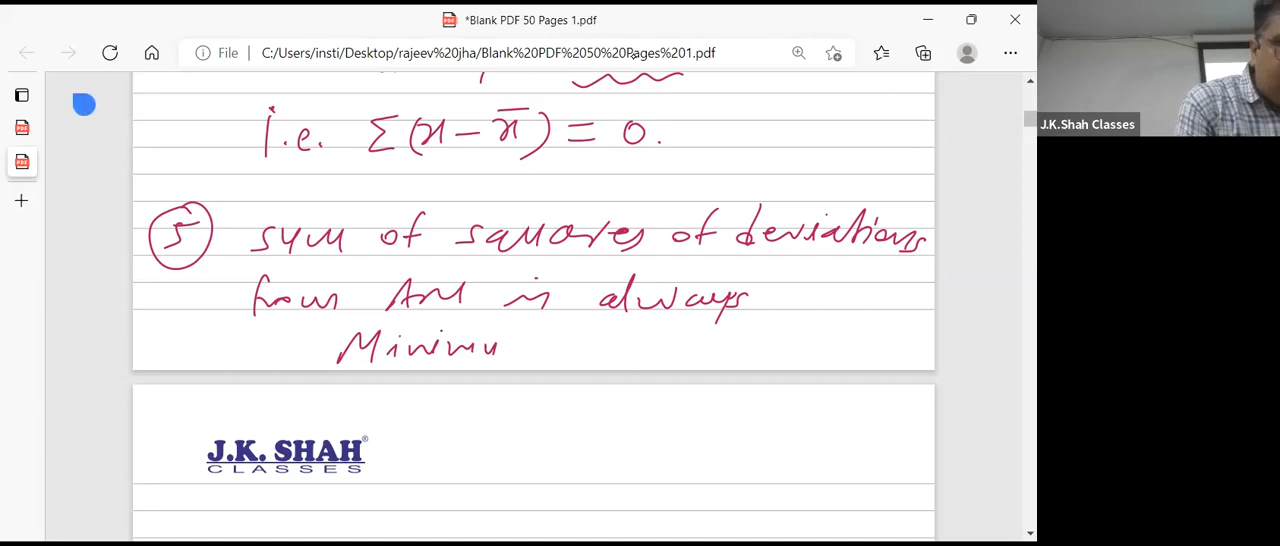 *Blank PDF 50 Pages 1.pdf
File C:/Users/insti/Desktop/rajeev%20jha/Blank%20PDF%2050%20Pages%201.pdf
J.K.Shah Classes
i.e. Σ(x − x̄) = 0.
5 sum of squares of deviations
from AM is always
Minimu
J.K. SHAH®
CLASSES